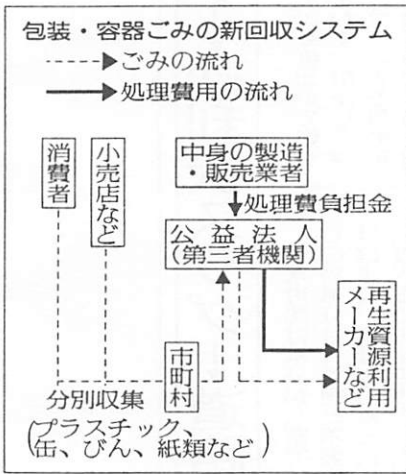 包装・容器ごみの新回収システム
ごみの流れ
処理費用の流れ
消費者
小売店など
中身の製造
・販売業者
処理費負担金
公益法人
(第三者機関)
再生資源利用
メーカーなど
市町村
分別収集
(プラスチック、
缶、びん、紙類など)